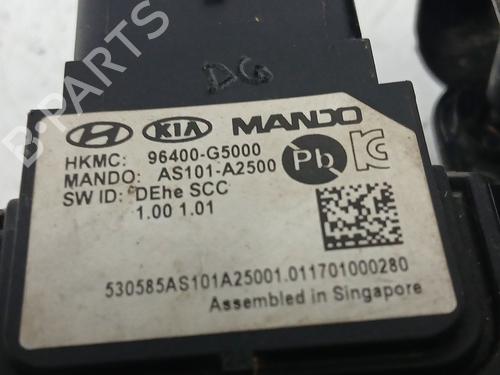 B-PARTS
DG
KIA MANDO
HKMC: 96400-G5000
MANDO: AS101-A2500
SW ID: DEhe SCC
1.00 1.01
Pb
530585AS101A25001.011701000280
Assembled in Singapore